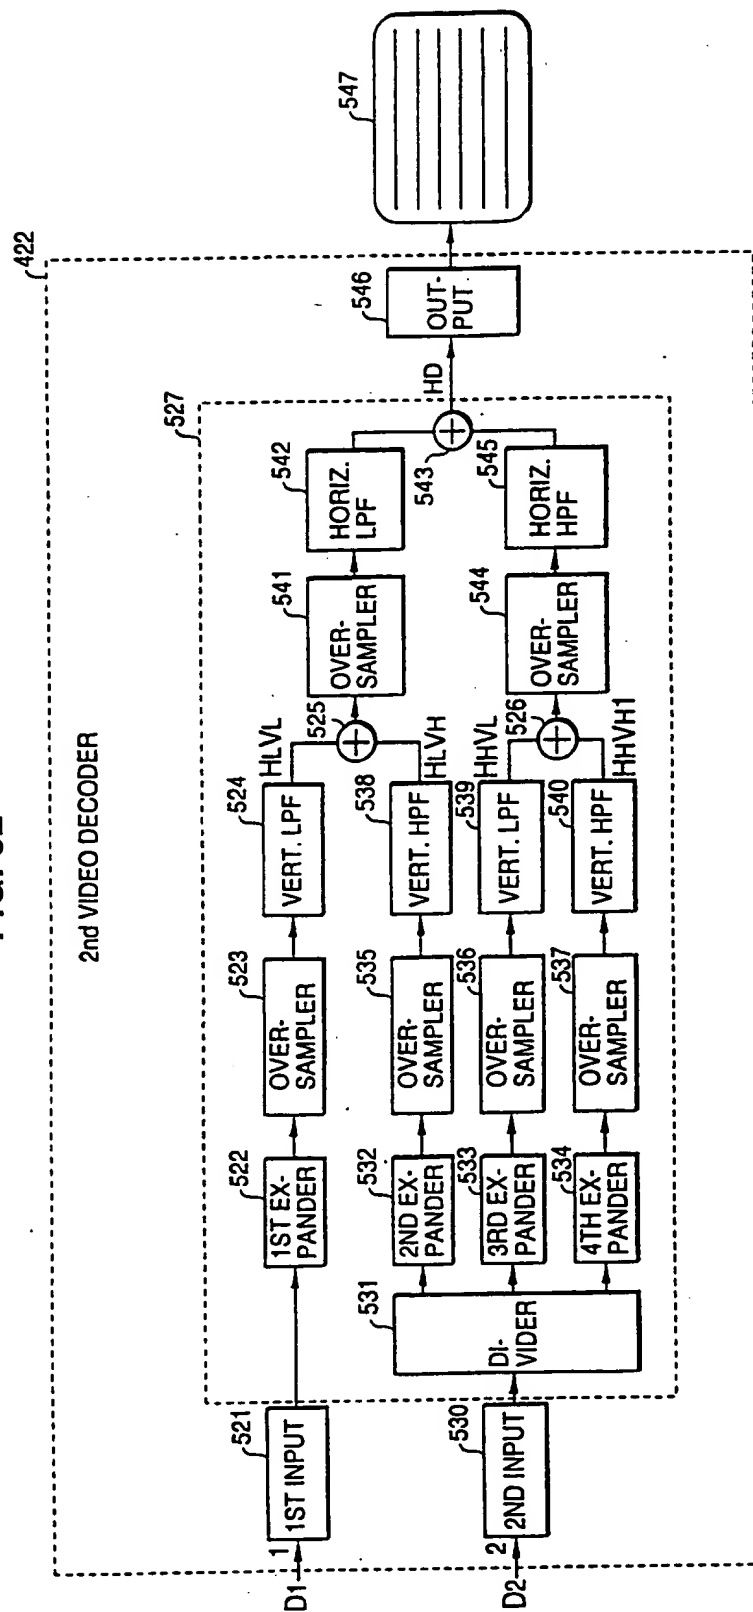 422
2nd VIDEO DECODER
527
D1
1
521
1ST INPUT
522
1ST EX-
PANDER
523
OVER-
SAMPLER
524
VERT. LPF
HLVL
525
541
OVER-
SAMPLER
542
HORIZ.
LPF
D2
2
530
2ND INPUT
531
DI-
VIDER
532
2ND EX-
PANDER
535
OVER-
SAMPLER
538
VERT. HPF
HLVH
533
3RD EX-
PANDER
536
OVER-
SAMPLER
539
VERT. LPF
HHVL
526
544
OVER-
SAMPLER
545
HORIZ.
HPF
534
4TH EX-
PANDER
537
OVER-
SAMPLER
540
VERT. HPF
HHVH1
543
HD
546
OUT-
PUT
547